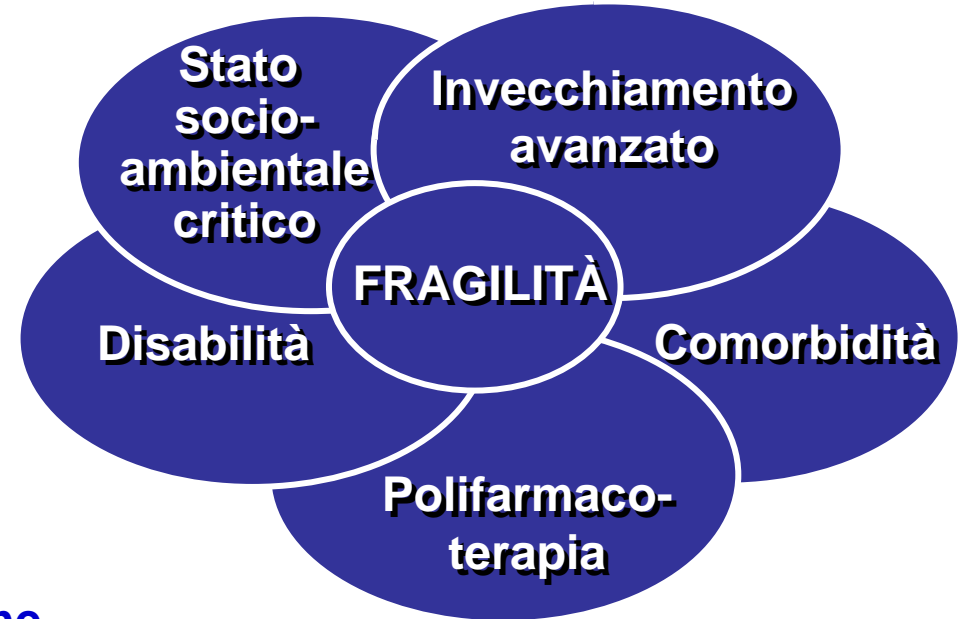 Stato
socio-
ambientale
critico
Invecchiamento
avanzato
FRAGILITÀ
Disabilità
Comorbidità
Polifarmaco-
terapia